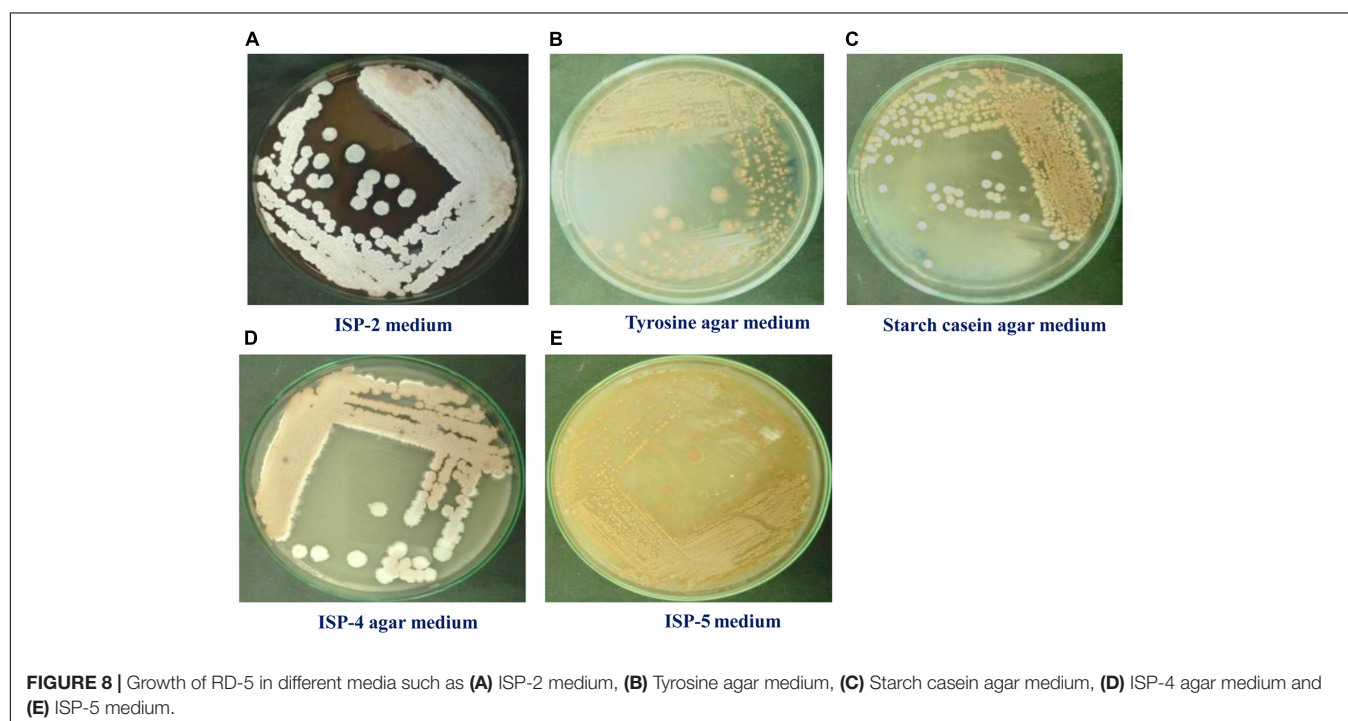 A
B
C
ISP-2 medium
Tyrosine agar medium
Starch casein agar medium
D
E
ISP-4 agar medium
ISP-5 medium
FIGURE 8 | Growth of RD-5 in different media such as (A) ISP-2 medium, (B) Tyrosine agar medium, (C) Starch casein agar medium, (D) ISP-4 agar medium and
(E) ISP-5 medium.